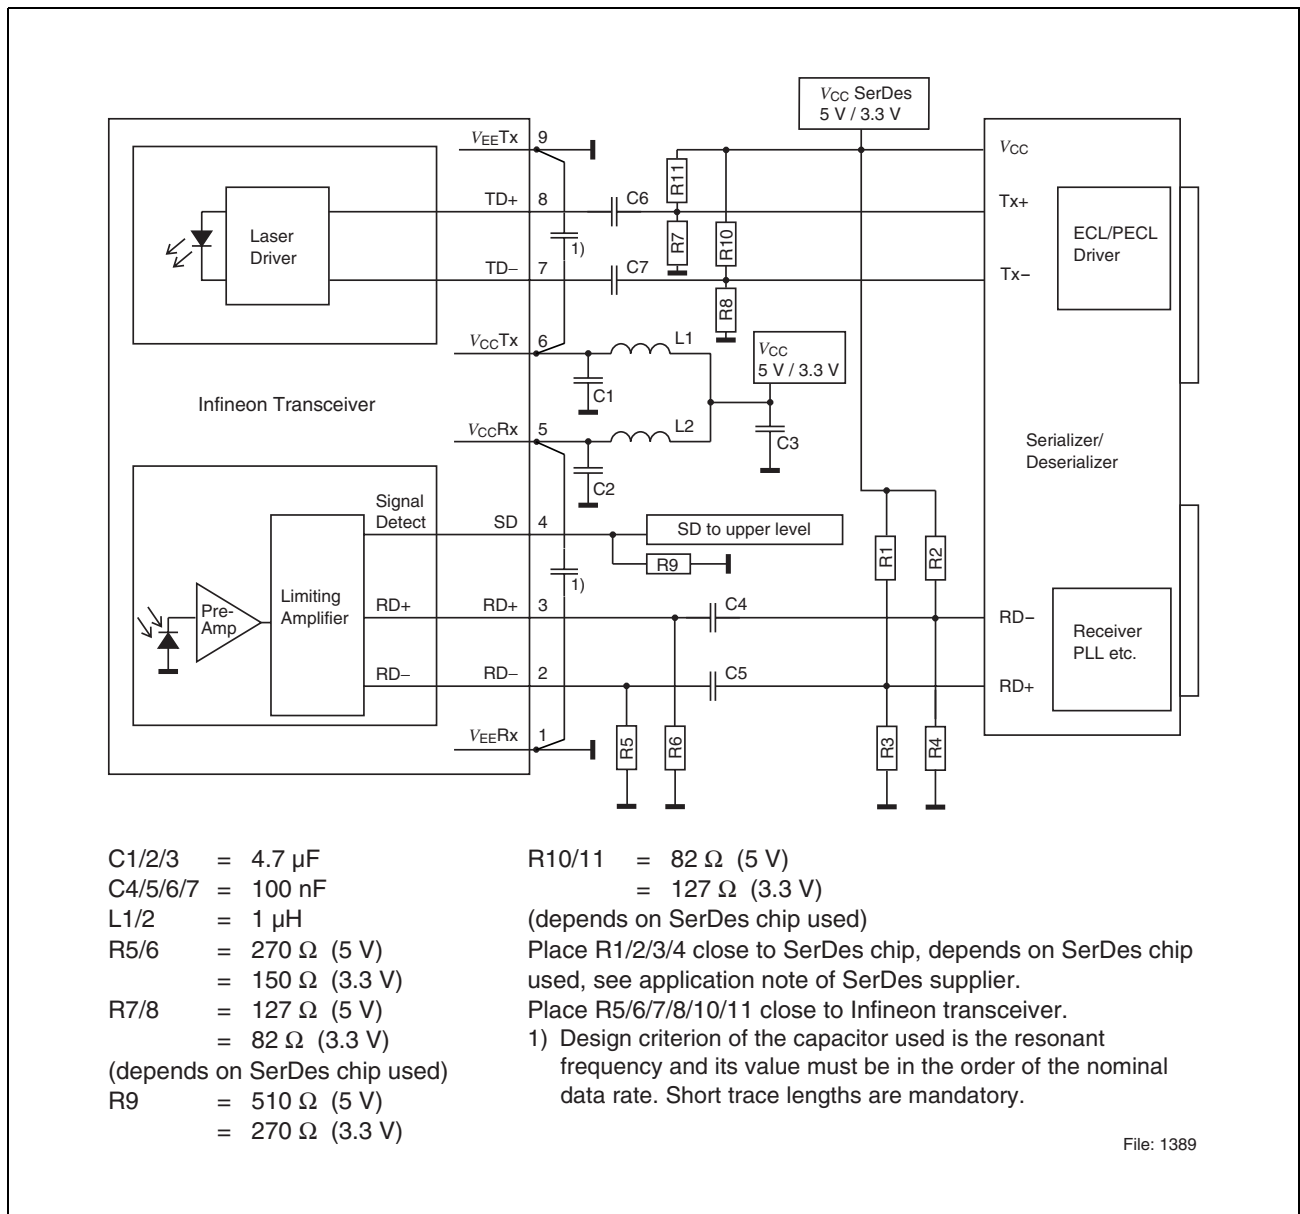 VCC SerDes
5 V / 3.3 V
VEETx 9
VCC
R11
TD+ 8
C6
Tx+
Laser
Driver
R7
R10
ECL/PECL
Driver
1)
TD− 7
C7
Tx−
R8
VCCTx 6
L1
VCC
5 V / 3.3 V
C1
Infineon Transceiver
VCCRx 5
L2
C3
Serializer/
Deserializer
C2
Signal
Detect
SD 4
SD to upper level
R9
R1
R2
1)
Pre-
Amp
Limiting
Amplifier
RD+
RD+ 3
C4
RD−
Receiver
PLL etc.
RD−
RD− 2
C5
RD+
VEERx 1
R5
R6
R3
R4
C1/2/3 = 4.7 µF
C4/5/6/7 = 100 nF
L1/2 = 1 µH
R5/6 = 270 Ω (5 V)
= 150 Ω (3.3 V)
R7/8 = 127 Ω (5 V)
= 82 Ω (3.3 V)
(depends on SerDes chip used)
R9 = 510 Ω (5 V)
= 270 Ω (3.3 V)
R10/11 = 82 Ω (5 V)
= 127 Ω (3.3 V)
(depends on SerDes chip used)
Place R1/2/3/4 close to SerDes chip, depends on SerDes chip
used, see application note of SerDes supplier.
Place R5/6/7/8/10/11 close to Infineon transceiver.
1) Design criterion of the capacitor used is the resonant
frequency and its value must be in the order of the nominal
data rate. Short trace lengths are mandatory.
File: 1389